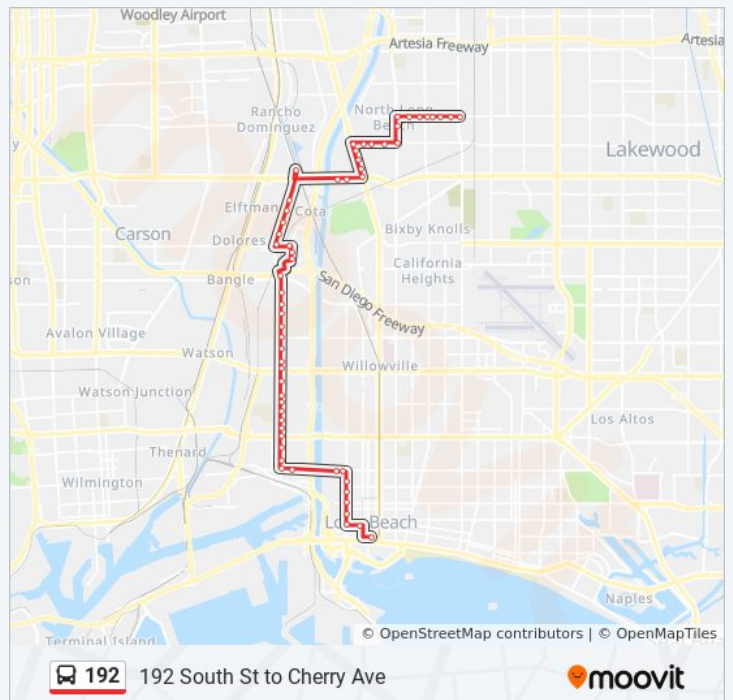 Woodley Airport
Artesia Freeway
Artesia
Rancho
Dominguez
North Long
Beach
Lakewood
Elftman
Cota
Carson
Dolores
Bixby Knolls
California
Heights
Bangle
San Diego Freeway
Avalon Village
Watson
Willowville
Watson Junction
Los Altos
Thenard
Wilmington
Long Beach
Naples
© OpenStreetMap contributors | © OpenMapTiles
Terminal Island
192 192 South St to Cherry Ave
moovit